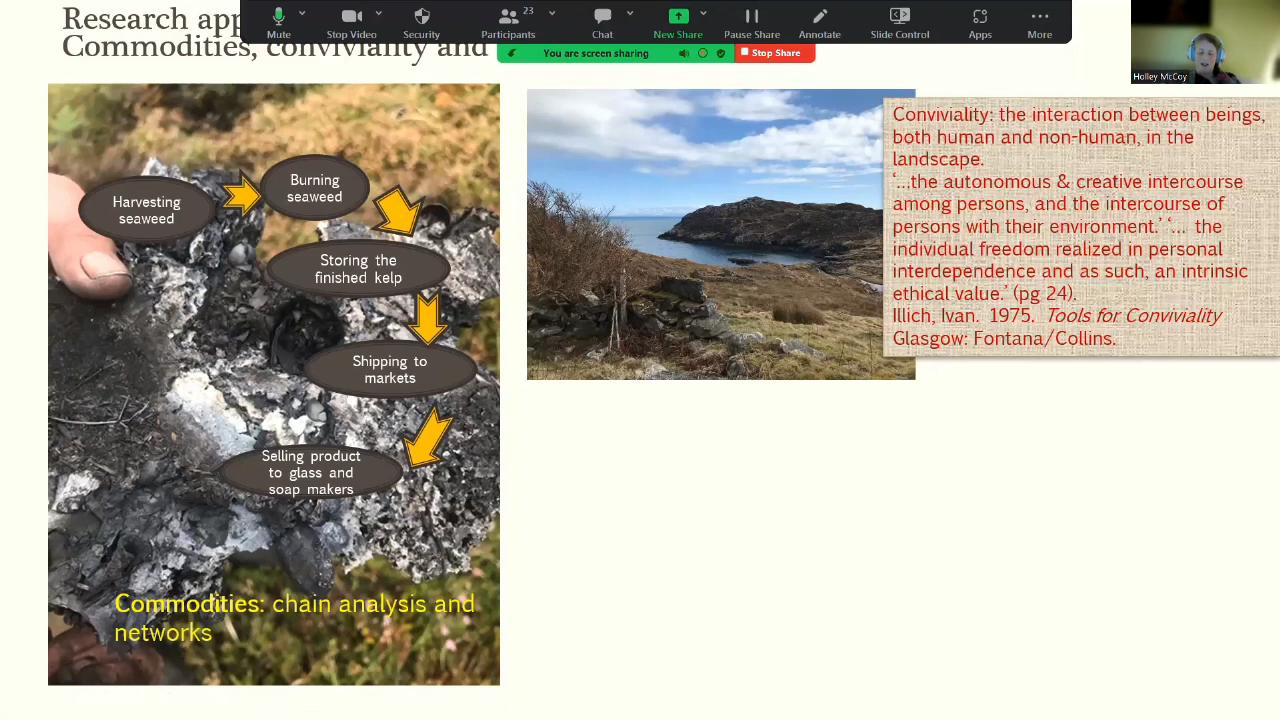 Research app
Commodities, conviviality and
Mute
Stop Video
Security
23
Participants
Chat
New Share
Pause Share
Annotate
Slide Control
Apps
More
You are screen sharing
Stop Share
Holley McCoy
Harvesting
seaweed
Burning
seaweed
Storing the
finished kelp
Shipping to
markets
Selling product
to glass and
soap makers
Commodities: chain analysis and
networks
Conviviality: the interaction between beings,
both human and non-human, in the
landscape.
‘…the autonomous & creative intercourse
among persons, and the intercourse of
persons with their environment.’ ‘… the
individual freedom realized in personal
interdependence and as such, an intrinsic
ethical value.’ (pg 24).
Illich, Ivan. 1975. Tools for Conviviality
Glasgow: Fontana/Collins.